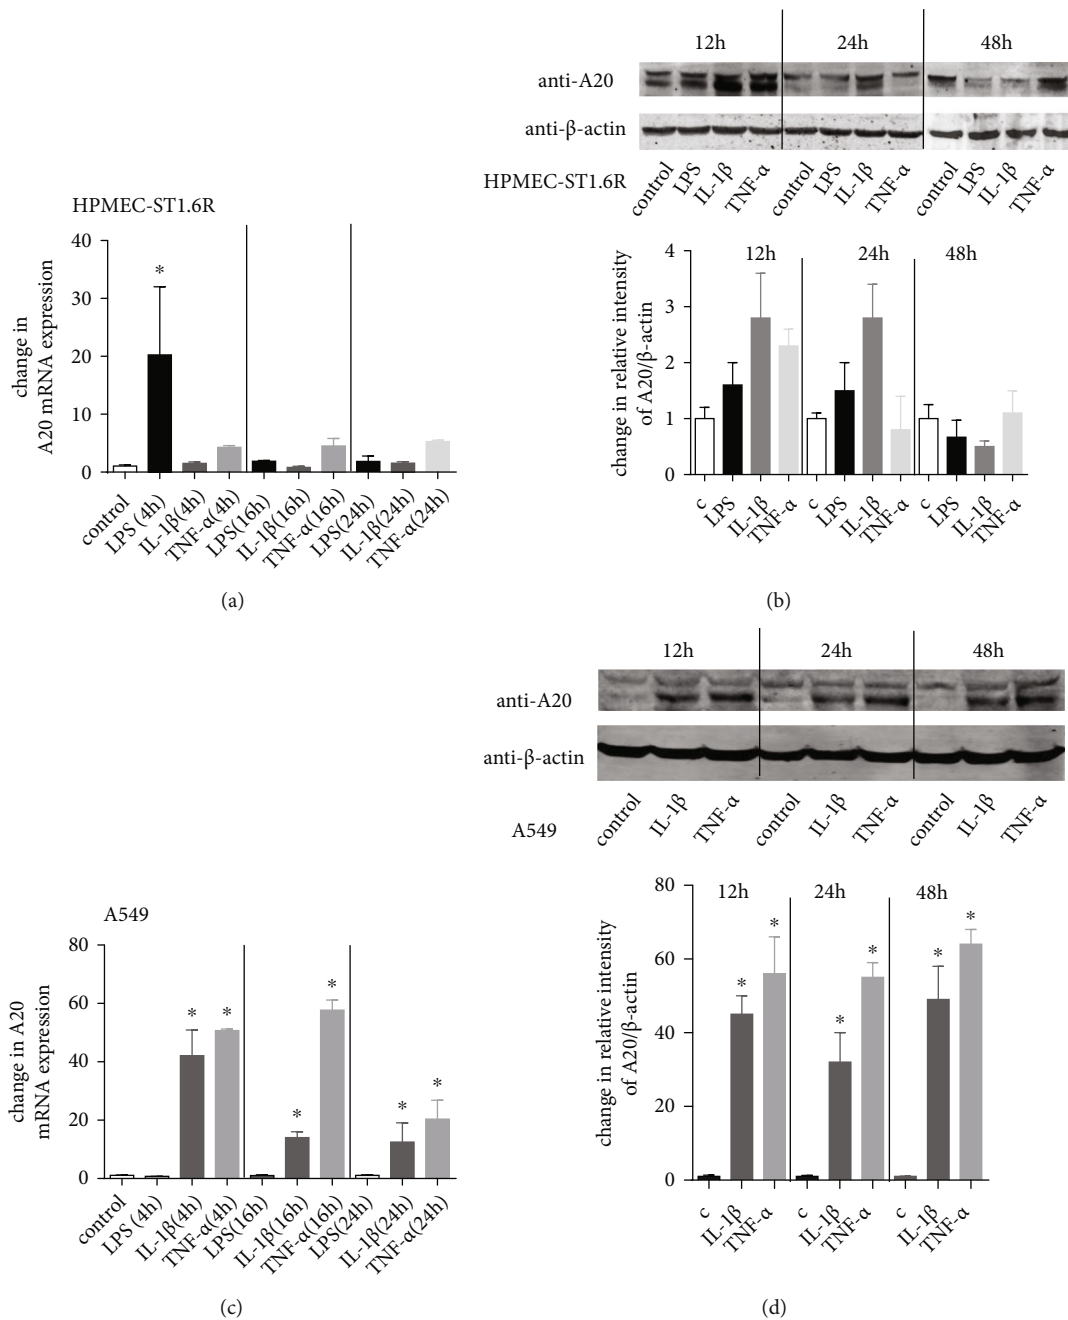 HPMEC-ST1.6R
change in
A20 mRNA expression
40
30
20
10
0
*
control
LPS (4h)
IL-1β(4h)
TNF-α(4h)
LPS(16h)
IL-1β(16h)
TNF-α(16h)
LPS(24h)
IL-1β(24h)
TNF-α(24h)
(a)
12h 24h 48h
anti-A20
anti-β-actin
HPMEC-ST1.6R
control LPS IL-1β TNF-α control LPS IL-1β TNF-α control LPS IL-1β TNF-α
change in relative intensity
of A20/β-actin
4
3
2
1
0
12h 24h 48h
c LPS IL-1β TNF-α c LPS IL-1β TNF-α c LPS IL-1β TNF-α
(b)
A549
change in A20
mRNA expression
80
60
40
20
0
* * * * * *
control
LPS (4h)
IL-1β(4h)
TNF-α(4h)
LPS(16h)
IL-1β(16h)
TNF-α(16h)
LPS(24h)
IL-1β(24h)
TNF-α(24h)
(c)
12h 24h 48h
anti-A20
anti-β-actin
A549
control IL-1β TNF-α control IL-1β TNF-α control IL-1β TNF-α
change in relative intensity
of A20/β-actin
80
60
40
20
0
12h 24h 48h
* * * * * *
c IL-1β TNF-α c IL-1β TNF-α c IL-1β TNF-α
(d)